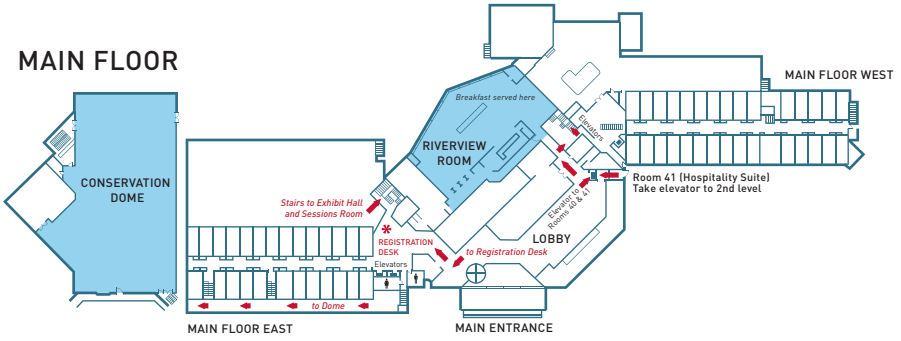 MAIN FLOOR
MAIN FLOOR WEST
Breakfast served here
Elevators
RIVERVIEW
ROOM
CONSERVATION
DOME
Room 41 (Hospitality Suite)
Take elevator to 2nd level
Elevator to
Rooms 40 & 41
Stairs to Exhibit Hall
and Sessions Room
*
REGISTRATION
DESK
LOBBY
to Registration Desk
Elevators
to Dome
MAIN FLOOR EAST
MAIN ENTRANCE